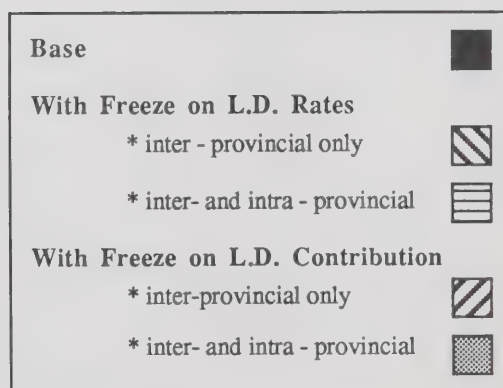 Base
With Freeze on L.D. Rates
* inter - provincial only
* inter- and intra - provincial
With Freeze on L.D. Contribution
* inter-provincial only
* inter- and intra - provincial